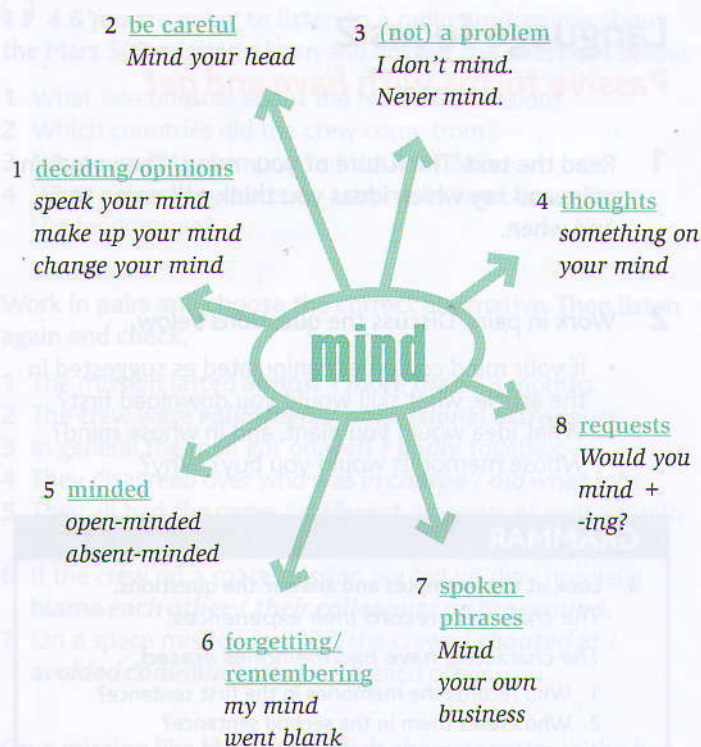 2 be careful
Mind your head
3 (not) a problem
I don't mind.
Never mind.
1 deciding/opinions
speak your mind
make up your mind
change your mind
4 thoughts
something on
your mind
mind
8 requests
Would you
mind +
-ing?
5 minded
open-minded
absent-minded
7 spoken
phrases
Mind
your own
business
6 forgetting/
remembering
my mind
went blank